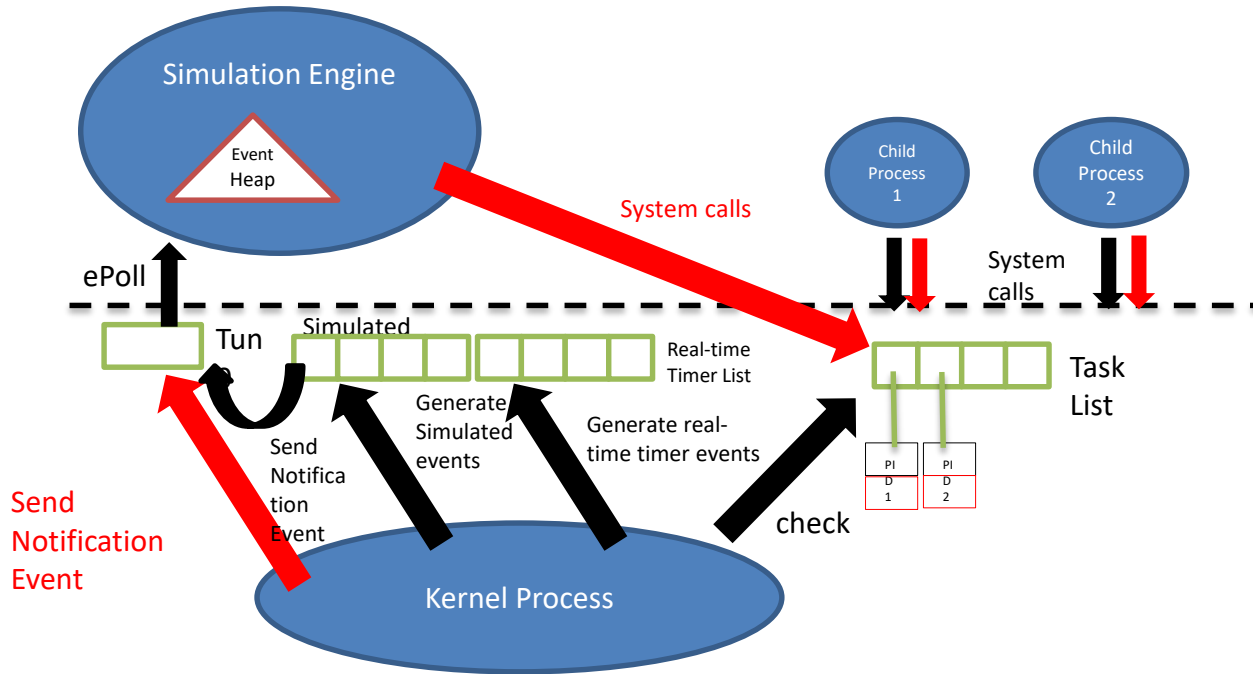 Simulation Engine
Event
Heap
Child
Process
1
Child
Process
2
System calls
ePoll
System
calls
Tun
Simulated
Real-time
Timer List
Task
List
Generate
Simulated
events
Generate real-
time timer events
Send
Notifica
tion
Event
PI
D
1
PI
D
2
check
Send
Notification
Event
Kernel Process